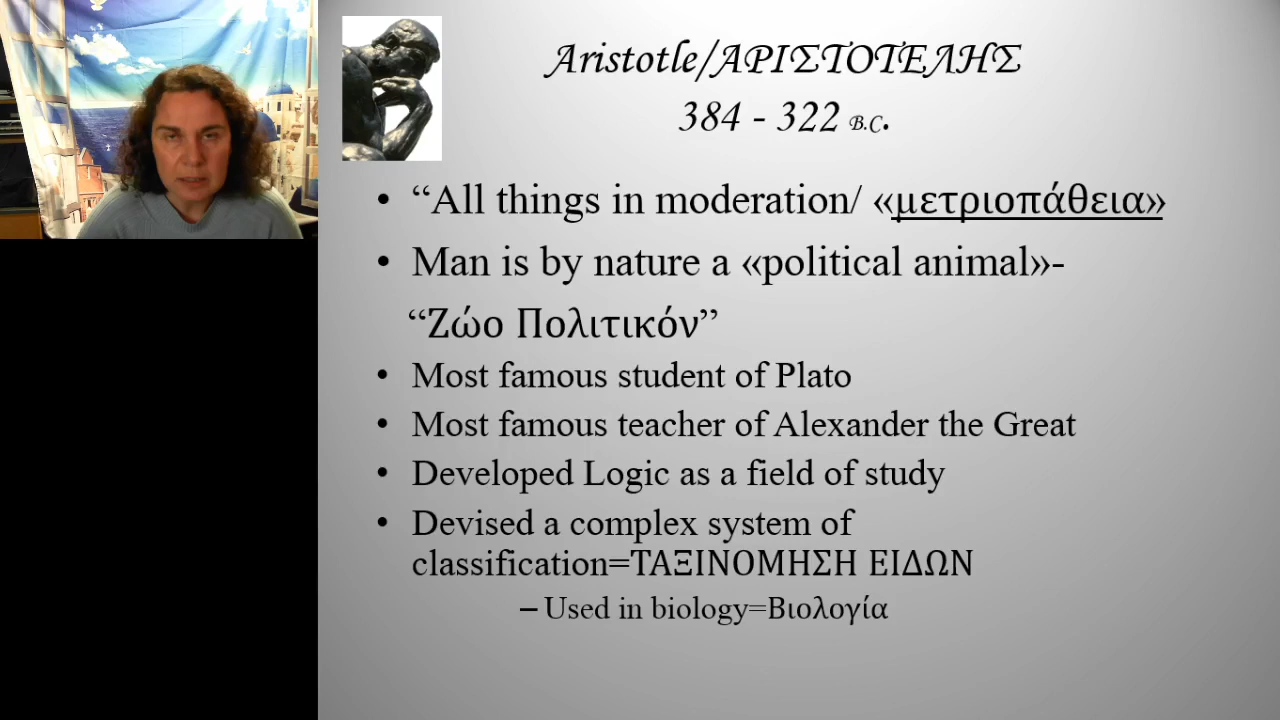 Aristotle/ΑΡΙΣΤΟΤΕΛΗΣ
384 - 322 B.C.
• “All things in moderation/ «μετριοπάθεια»
• Man is by nature a «political animal»-
“Ζώο Πολιτικόν”
• Most famous student of Plato
• Most famous teacher of Alexander the Great
• Developed Logic as a field of study
• Devised a complex system of
classification=ΤΑΞΙΝΟΜΗΣΗ ΕΙΔΩΝ
– Used in biology=Βιολογία